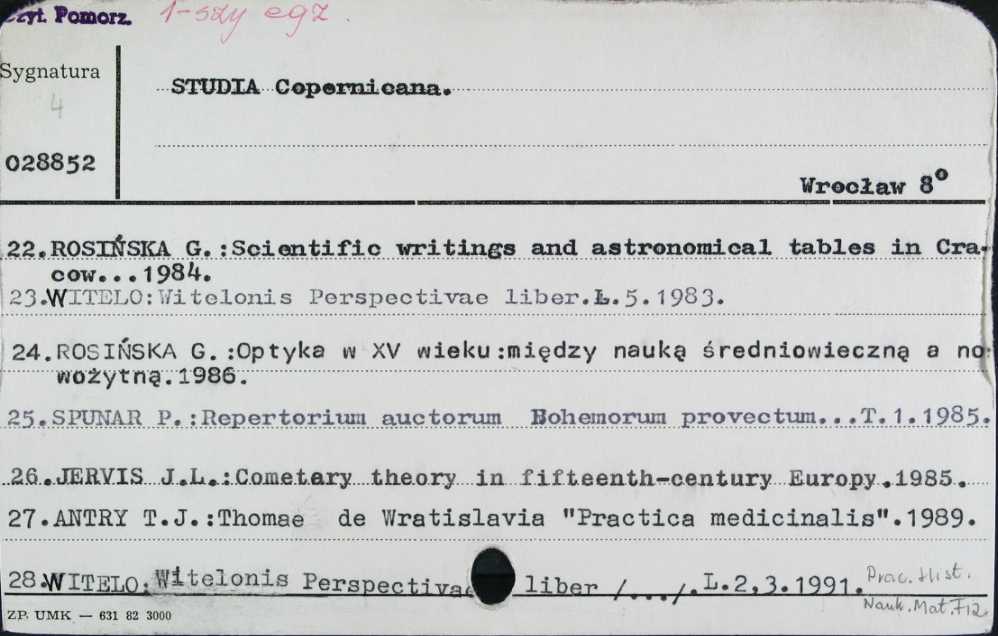 Czyt. Pomorz. 1-szy egz.
Sygnatura
4
STUDIA Copernicana.
028852
Wrocław 8°
22.ROSIŃSKA G.:Scientific writings and astronomical tables in Cra-
cow...1984.
23.WITELO:Witelonis Perspectivae liber.L.5.1983.
24.ROSIŃSKA G.:Optyka w XV wieku:między nauką średniowieczną a no-
wożytną.1986.
25.SPUNAR P.:Repertorium auctorum Bohemorum provectum...T.1.1985.
26.JERVIS J.L.:Cometary theory in fifteenth-century Europy.1985.
27.ANTRY T.J.:Thomae de Wratislavia "Practica medicinalis".1989.
28.WITELO:Witelonis Perspectivae liber /.../.L.2,3.1991. Prac. Hist.
Nauk. Mat. Fiz.
ZP. UMK — 631 82 3000